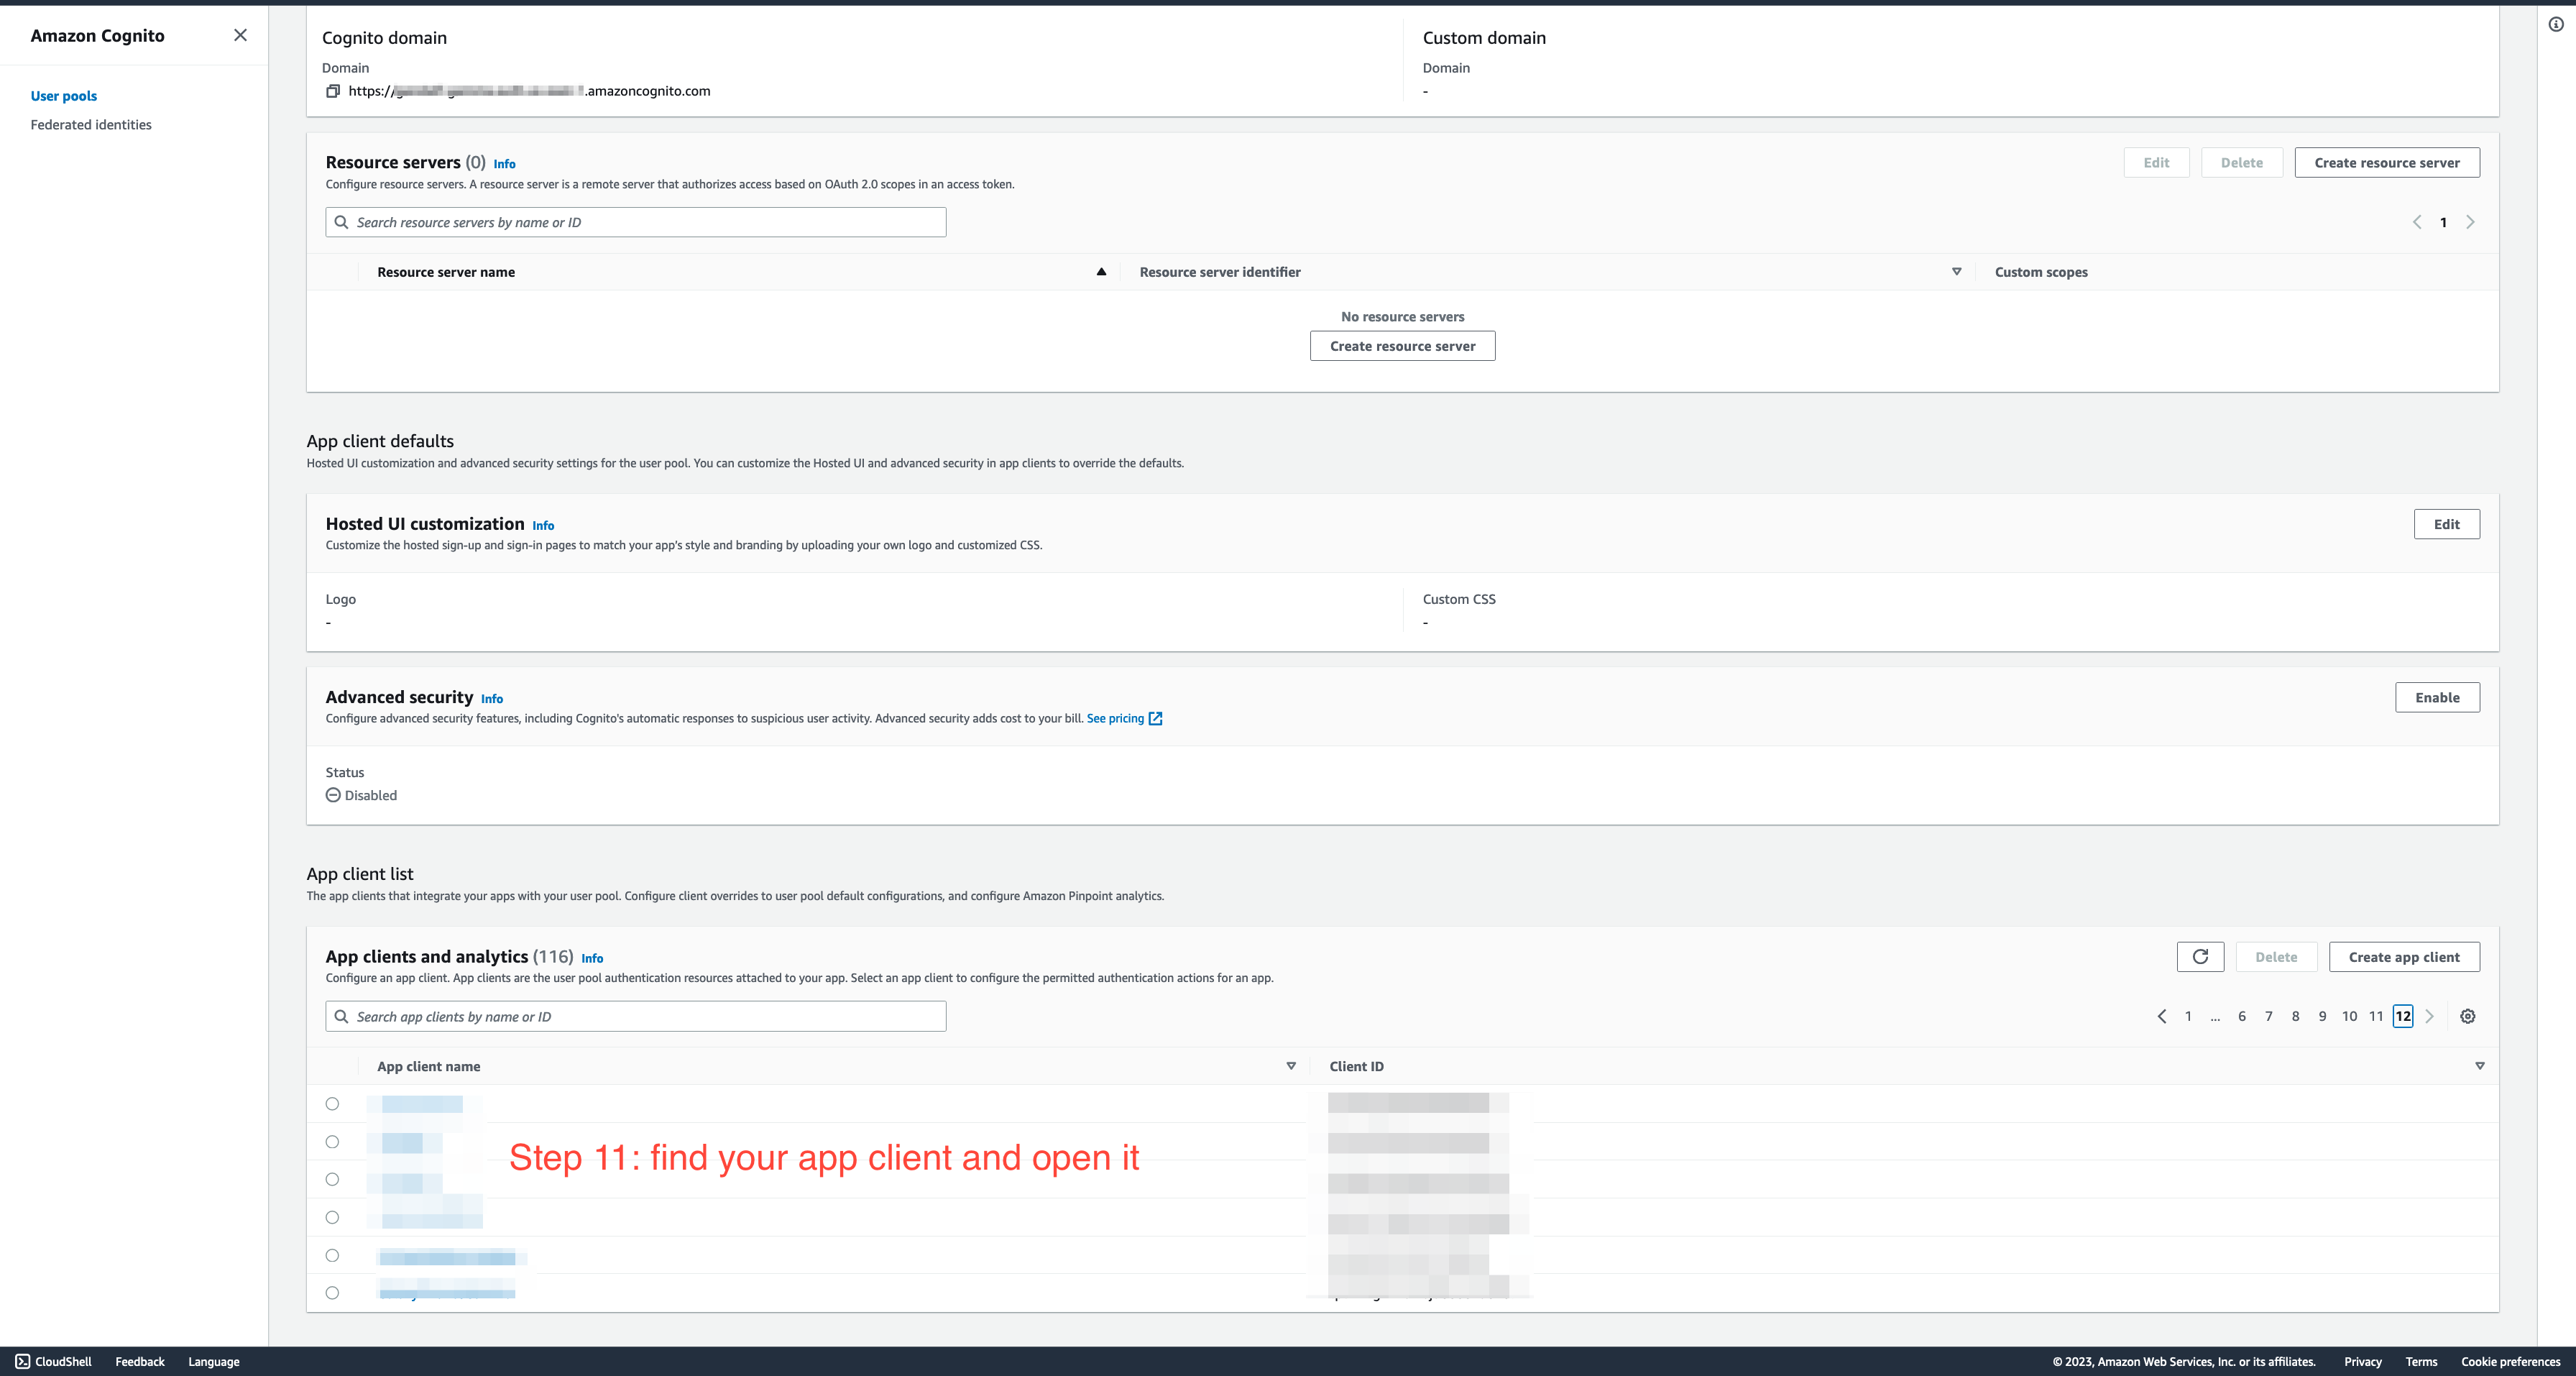 Amazon Cognito
User pools
Federated identities
Cognito domain
Domain
https://
.amazoncognito.com
Custom domain
Domain
-
Resource servers (0) Info
Configure resource servers. A resource server is a remote server that authorizes access based on OAuth 2.0 scopes in an access token.
Edit
Delete
Create resource server
Search resource servers by name or ID
1
Resource server name
Resource server identifier
Custom scopes
No resource servers
Create resource server
App client defaults
Hosted UI customization and advanced security settings for the user pool. You can customize the Hosted UI and advanced security in app clients to override the defaults.
Hosted UI customization Info
Customize the hosted sign-up and sign-in pages to match your app's style and branding by uploading your own logo and customized CSS.
Edit
Logo
-
Custom CSS
-
Advanced security Info
Configure advanced security features, including Cognito's automatic responses to suspicious user activity. Advanced security adds cost to your bill. See pricing
Enable
Status
Disabled
App client list
The app clients that integrate your apps with your user pool. Configure client overrides to user pool default configurations, and configure Amazon Pinpoint analytics.
App clients and analytics (116) Info
Configure an app client. App clients are the user pool authentication resources attached to your app. Select an app client to configure the permitted authentication actions for an app.
Delete
Create app client
Search app clients by name or ID
1 ... 6 7 8 9 10 11 12
App client name
Client ID
Step 11: find your app client and open it
CloudShell
Feedback
Language
© 2023, Amazon Web Services, Inc. or its affiliates.
Privacy
Terms
Cookie preferences